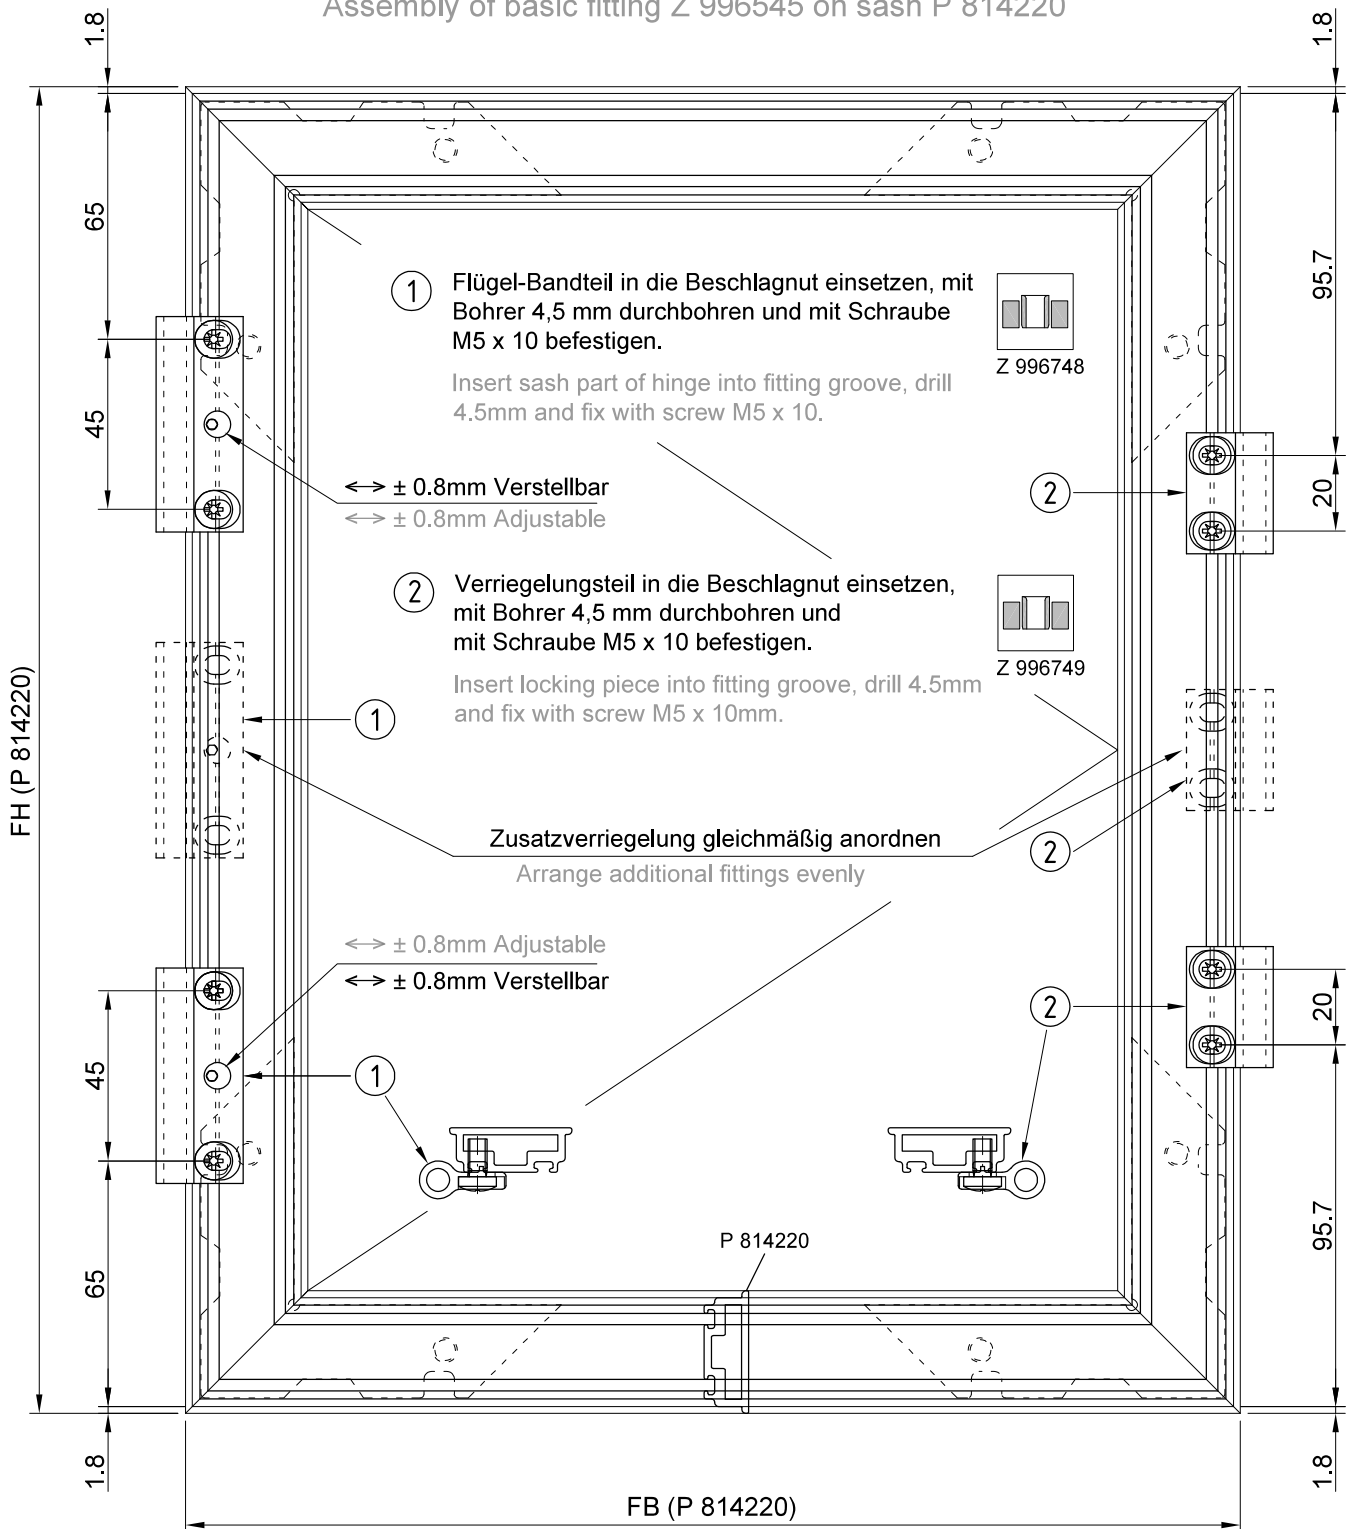 Assembly of basic fitting Z 996545 on sash P 814220
1.8
1.8
65
95.7
1
Flügel-Bandteil in die Beschlagnut einsetzen, mit
Bohrer 4,5 mm durchbohren und mit Schraube
M5 x 10 befestigen.
Z 996748
Insert sash part of hinge into fitting groove, drill
4.5mm and fix with screw M5 x 10.
45
± 0.8mm Verstellbar
± 0.8mm Adjustable
2
20
2
Verriegelungsteil in die Beschlagnut einsetzen,
mit Bohrer 4,5 mm durchbohren und
mit Schraube M5 x 10 befestigen.
Z 996749
Insert locking piece into fitting groove, drill 4.5mm
and fix with screw M5 x 10mm.
FH (P 814220)
1
Zusatzverriegelung gleichmäßig anordnen
2
Arrange additional fittings evenly
± 0.8mm Adjustable
± 0.8mm Verstellbar
2
20
45
1
P 814220
65
95.7
1.8
1.8
FB (P 814220)